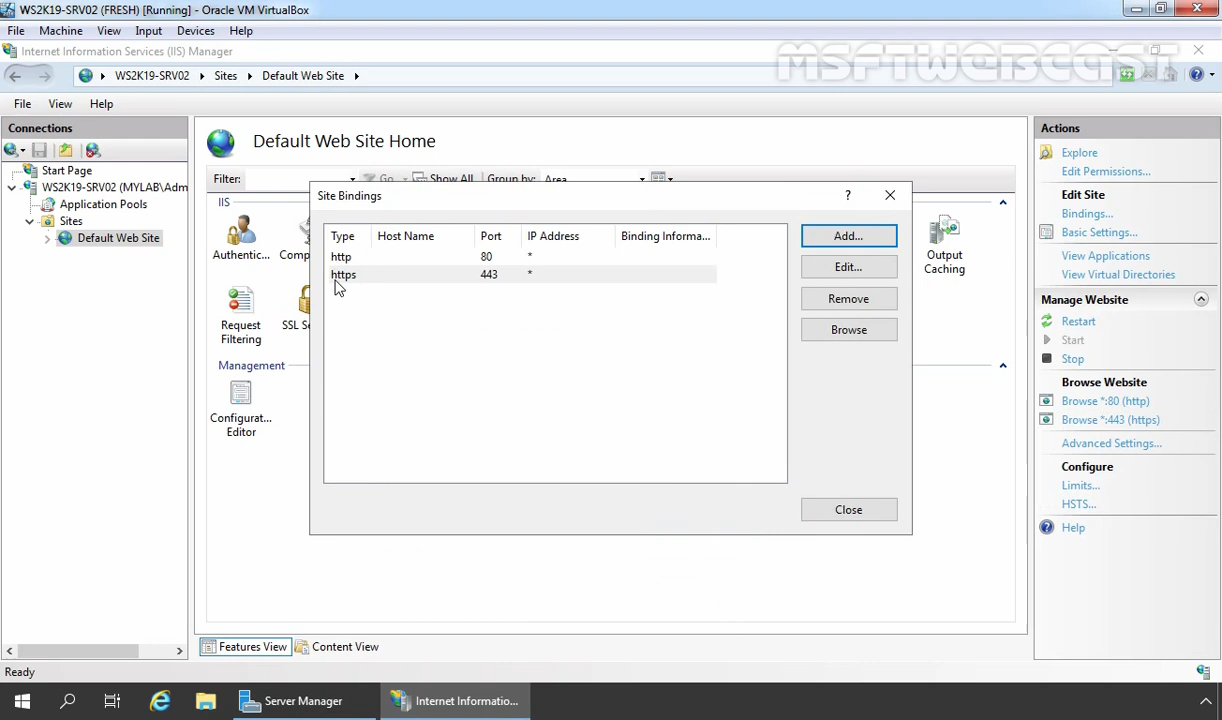 WS2K19-SRV02 (FRESH) [Running] - Oracle VM VirtualBox
File Machine View Input Devices Help
Internet Information Services (IIS) Manager
MSFTWEBCAST
WS2K19-SRV02 Sites Default Web Site
File View Help
Connections
Start Page
WS2K19-SRV02 (MYLAB\Adm
Application Pools
Sites
Default Web Site
Default Web Site Home
Filter: Go Show All Group by: Area
IIS
Authentic...
Comp
Output
Caching
Request
Filtering
SSL Se
Management
Configurat...
Editor
Site Bindings
?
Type Host Name Port IP Address Binding Informa...
http 80 *
https 443 *
Add...
Edit...
Remove
Browse
Close
Actions
Explore
Edit Permissions...
Edit Site
Bindings...
Basic Settings...
View Applications
View Virtual Directories
Manage Website
Restart
Start
Stop
Browse Website
Browse *:80 (http)
Browse *:443 (https)
Advanced Settings...
Configure
Limits...
HSTS...
Help
Features View Content View
Ready
Server Manager Internet Informatio...